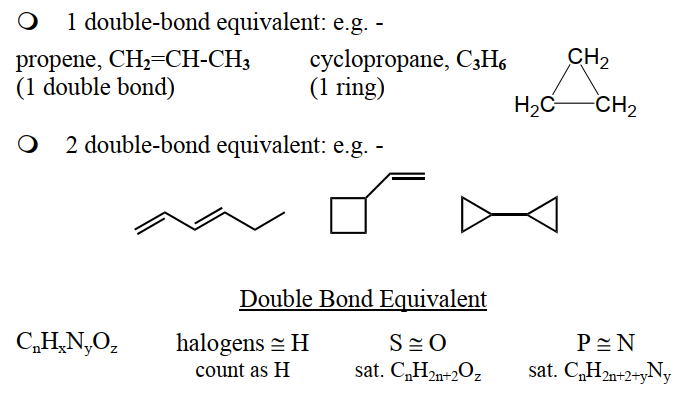 ❍ 1 double-bond equivalent: e.g. -
propene, CH₂=CH-CH₃ cyclopropane, C₃H₆
(1 double bond) (1 ring)
CH₂
H₂C CH₂
❍ 2 double-bond equivalent: e.g. -
Double Bond Equivalent
CₙHₓNᵧO_z halogens ≅ H S ≅ O P ≅ N
count as H sat. CₙH₂ₙ₊₂O_z sat. CₙH₂ₙ₊₂₊ᵧNᵧ